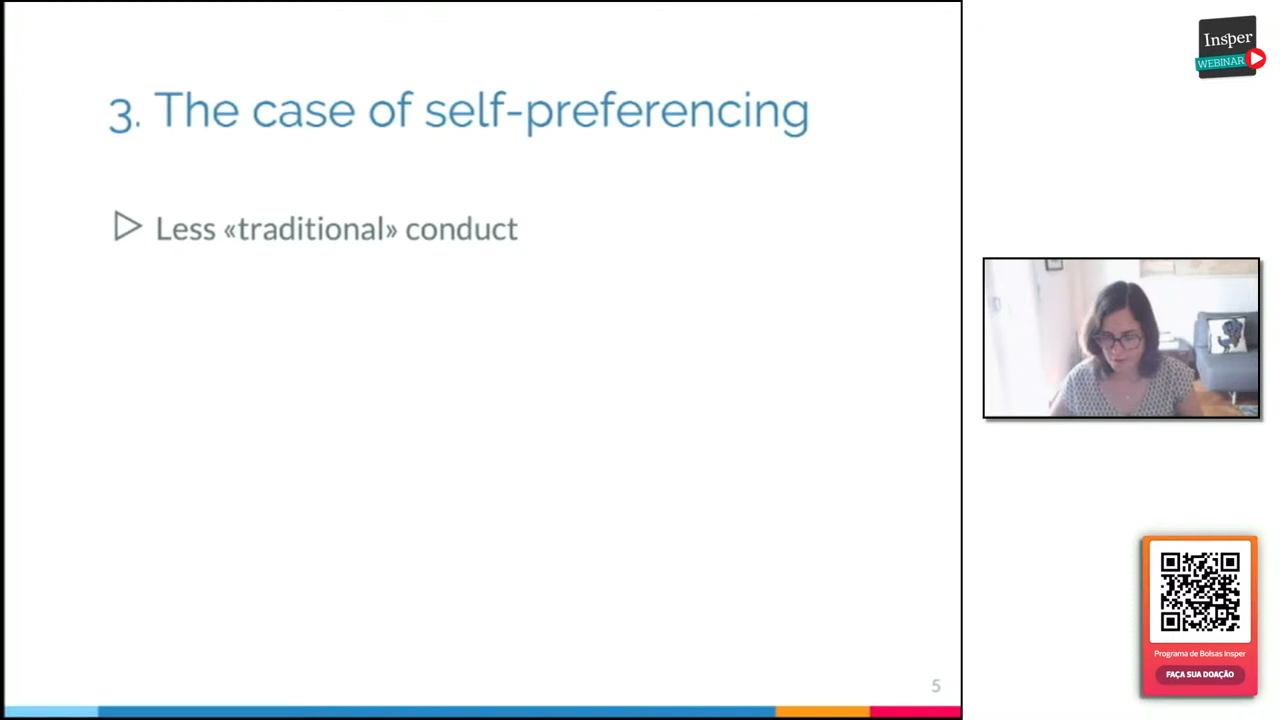 3. The case of self-preferencing
Less «traditional» conduct
5
Insper
WEBINAR
Programa de Bolsas Insper
FAÇA SUA DOAÇÃO